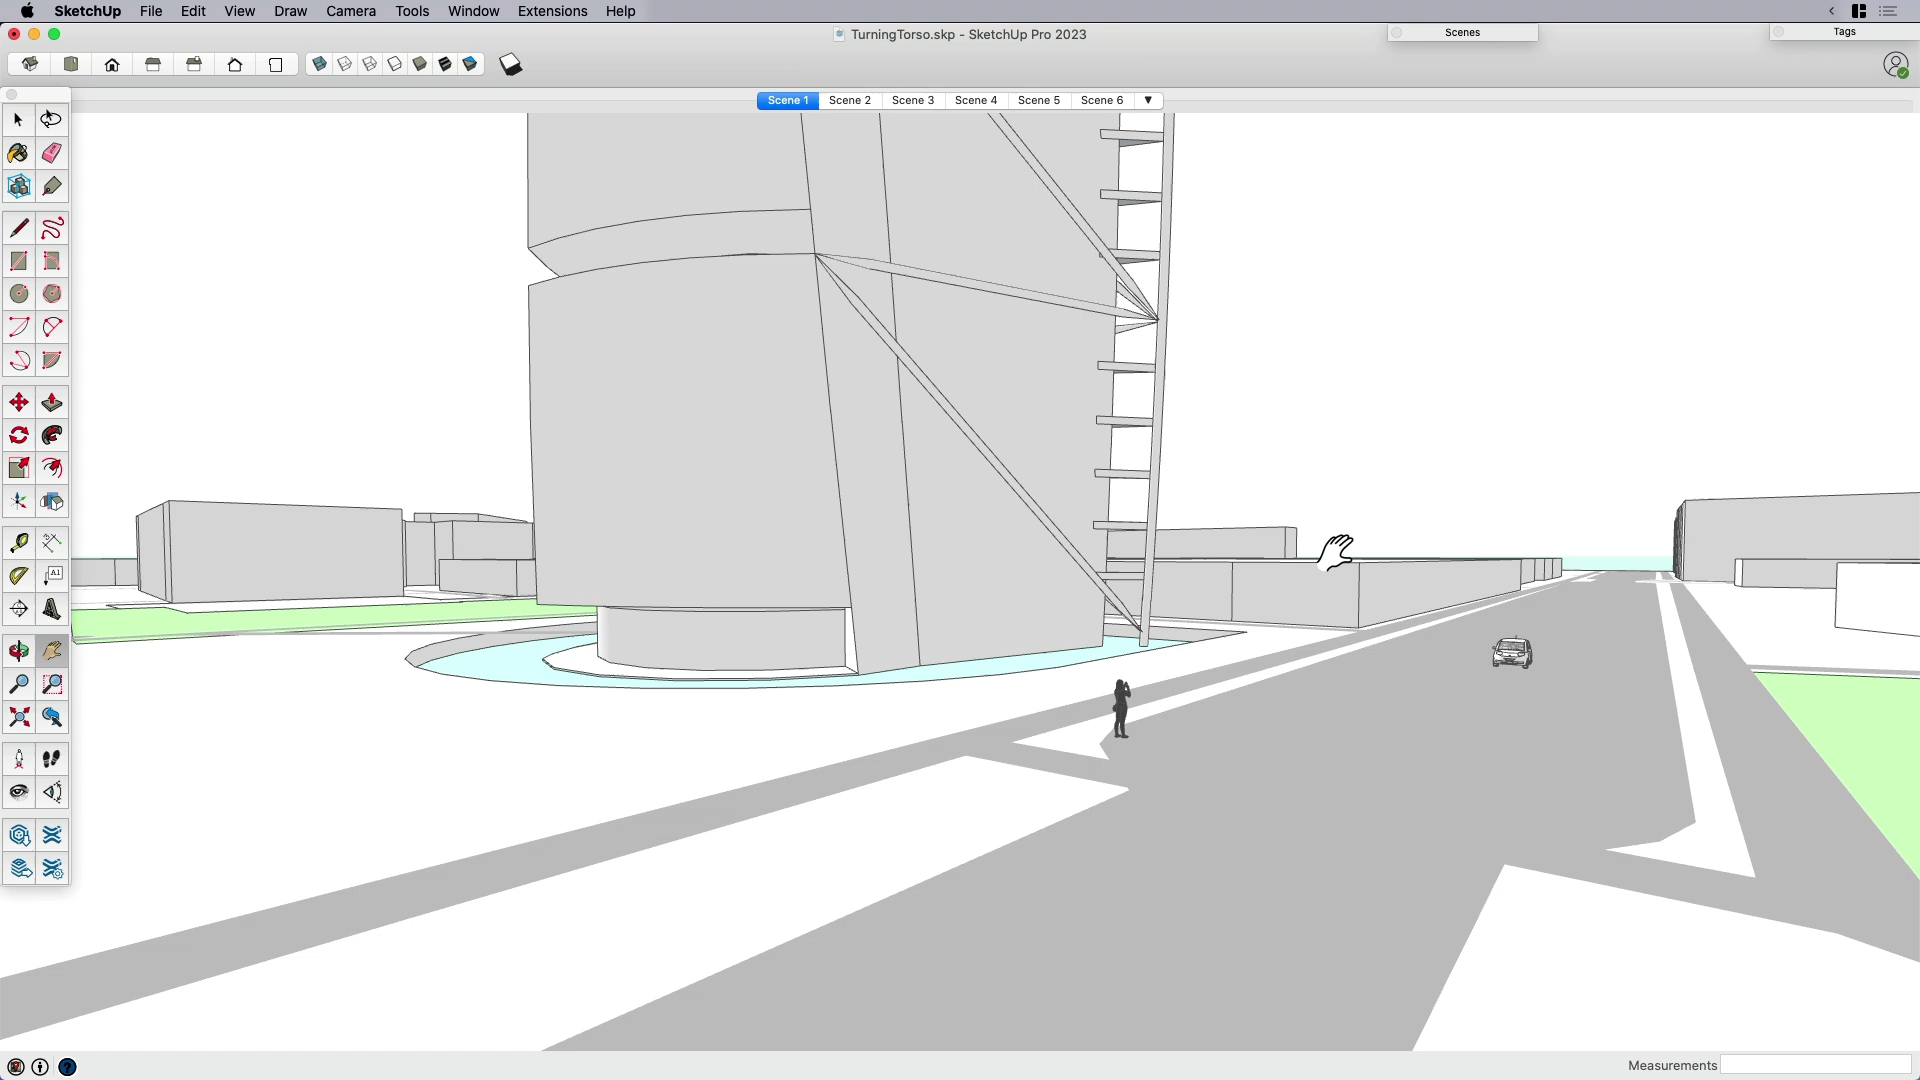 SketchUp File Edit View Draw Camera Tools Window Extensions Help
TurningTorso.skp - SketchUp Pro 2023
Scenes
Tags
Scene 1 Scene 2 Scene 3 Scene 4 Scene 5 Scene 6
A1
Measurements